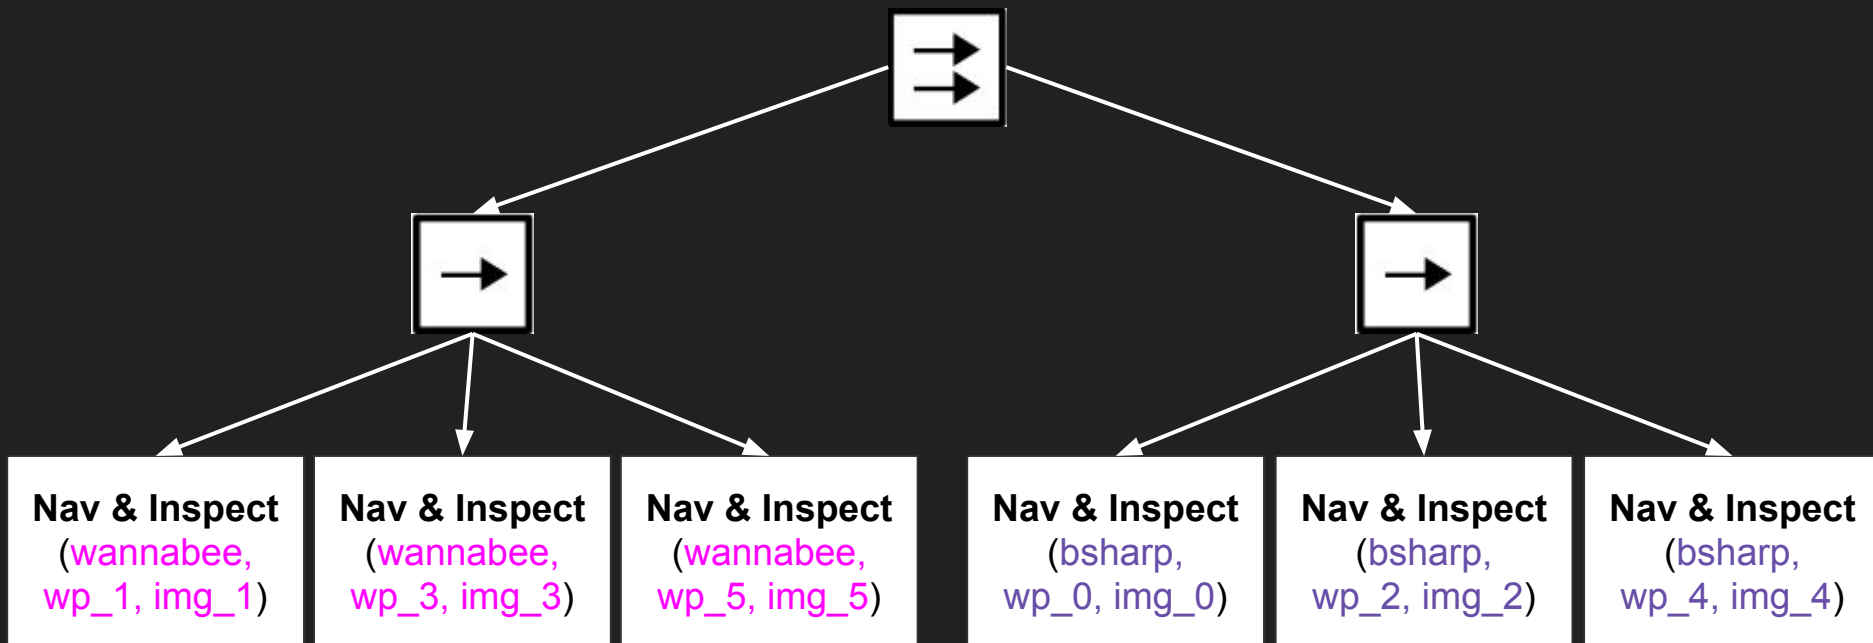 Nav & Inspect
(wannabee,
wp_1, img_1)
Nav & Inspect
(wannabee,
wp_3, img_3)
Nav & Inspect
(wannabee,
wp_5, img_5)
Nav & Inspect
(bsharp,
wp_0, img_0)
Nav & Inspect
(bsharp,
wp_2, img_2)
Nav & Inspect
(bsharp,
wp_4, img_4)